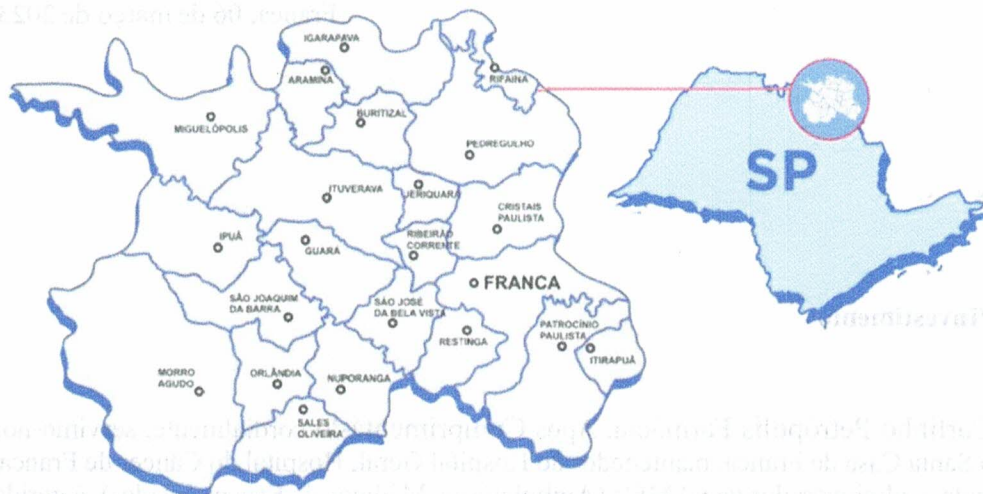 IGARAPAVA
ARAMINA
RIFAINA
BURITIZAL
MIGUELÓPOLIS
PEDREGULHO
SP
ITUVERAVA
JERIQUARA
CRISTAIS
PAULISTA
IPUÃ
GUARÁ
RIBEIRÃO
CORRENTE
FRANCA
SÃO JOAQUIM
DA BARRA
SÃO JOSÉ
DA BELA VISTA
RESTINGA
PATROCÍNIO
PAULISTA
ITIRAPUÃ
MORRO
AGUDO
ORLÂNDIA
NUPORANGA
SALES
OLIVEIRA